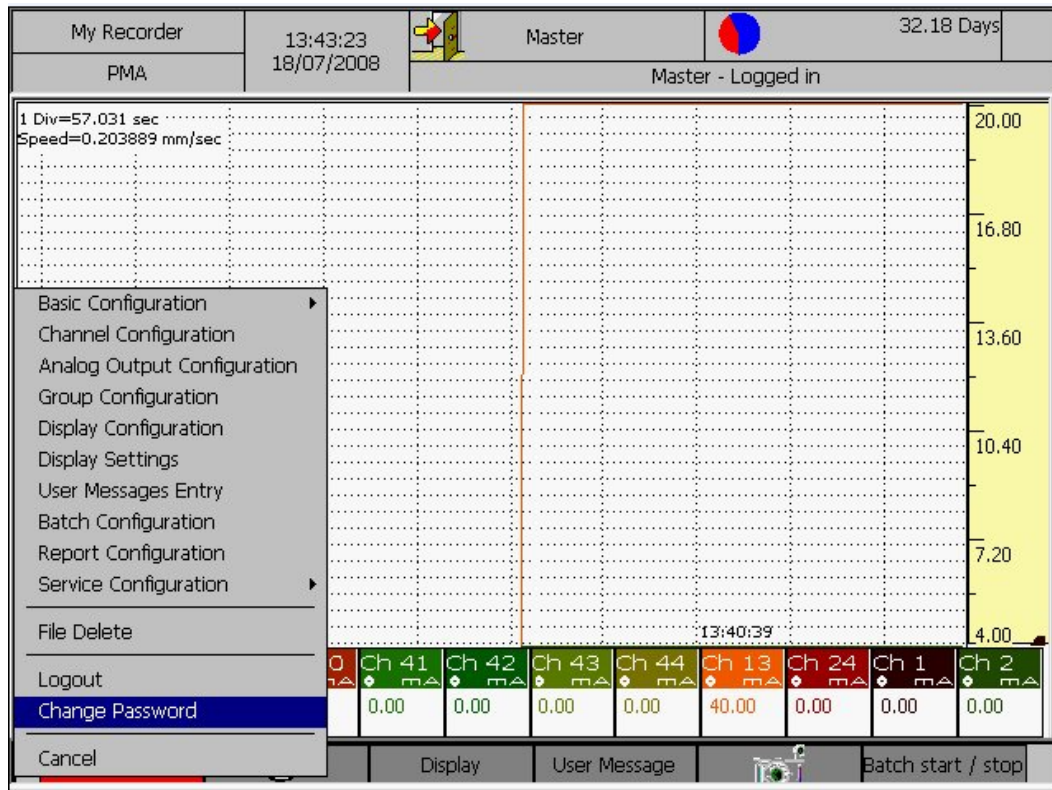 My Recorder
PMA
13:43:23
18/07/2008
Master
32.18 Days
Master - Logged in
1 Div=57.031 sec
Speed=0.203889 mm/sec
20.00
16.80
13.60
10.40
7.20
4.00
13:40:39
Basic Configuration
Channel Configuration
Analog Output Configuration
Group Configuration
Display Configuration
Display Settings
User Messages Entry
Batch Configuration
Report Configuration
Service Configuration
File Delete
Logout
Change Password
Cancel
Ch 41 Ch 42 Ch 43 Ch 44 Ch 13 Ch 24 Ch 1 Ch 2
mA mA mA mA mA mA mA mA
0.00 0.00 0.00 0.00 40.00 0.00 0.00 0.00
Display User Message Batch start / stop